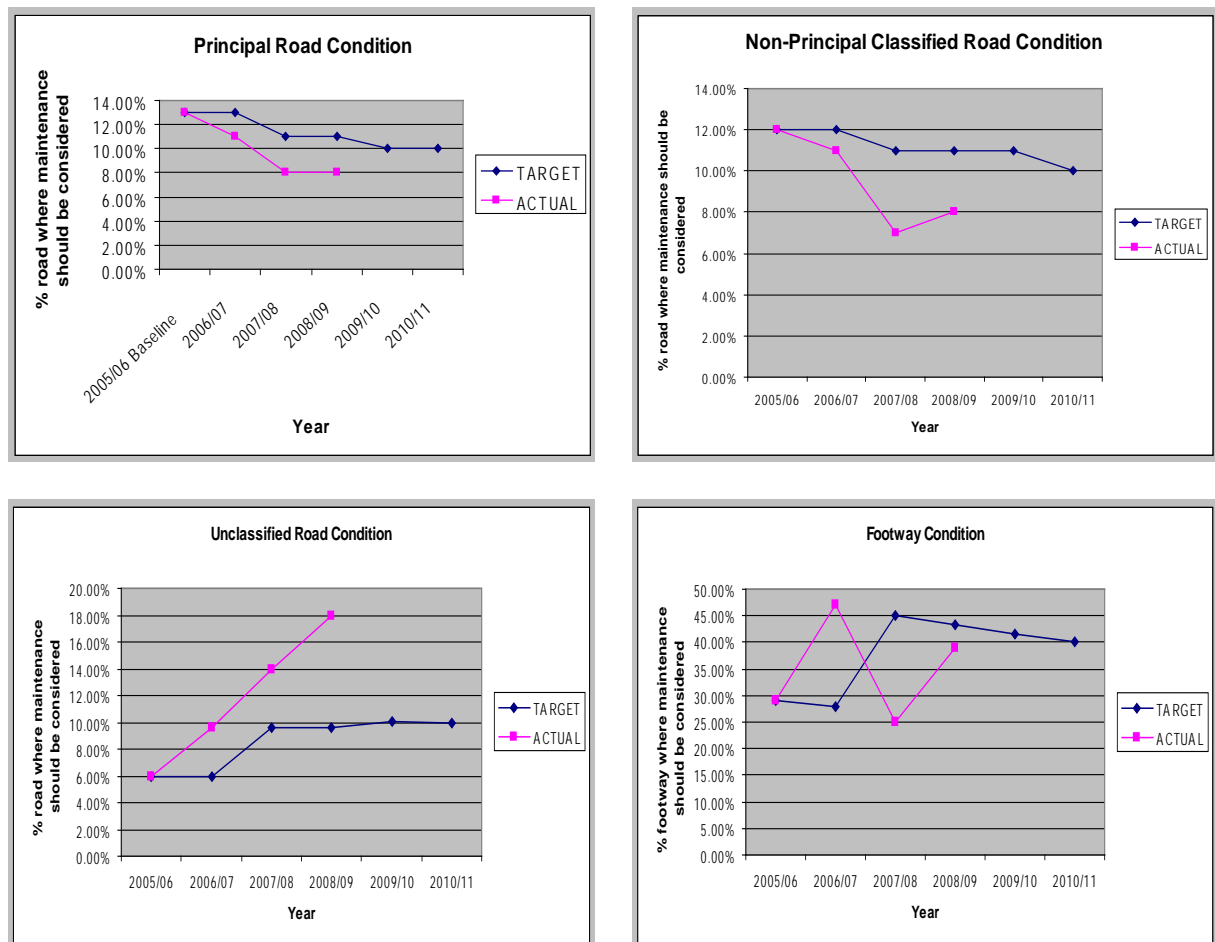 Principal Road Condition
% road where maintenance
should be considered
14.00%
12.00%
10.00%
8.00%
6.00%
4.00%
2.00%
0.00%
2005/06 Baseline
2006/07
2007/08
2008/09
2009/10
2010/11
Year
TARGET
ACTUAL
Non-Principal Classified Road Condition
% road where maintenance should be
considered
14.00%
12.00%
10.00%
8.00%
6.00%
4.00%
2.00%
0.00%
2005/06 2006/07 2007/08 2008/09 2009/10 2010/11
Year
TARGET
ACTUAL
Unclassified Road Condition
% road where maintenance
should be considered
20.00%
18.00%
16.00%
14.00%
12.00%
10.00%
8.00%
6.00%
4.00%
2.00%
0.00%
2005/06 2006/07 2007/08 2008/09 2009/10 2010/11
Year
TARGET
ACTUAL
Footway Condition
% footway where maintenance
should be considered
50.00%
45.00%
40.00%
35.00%
30.00%
25.00%
20.00%
15.00%
10.00%
5.00%
0.00%
2005/06 2006/07 2007/08 2008/09 2009/10 2010/11
Year
TARGET
ACTUAL